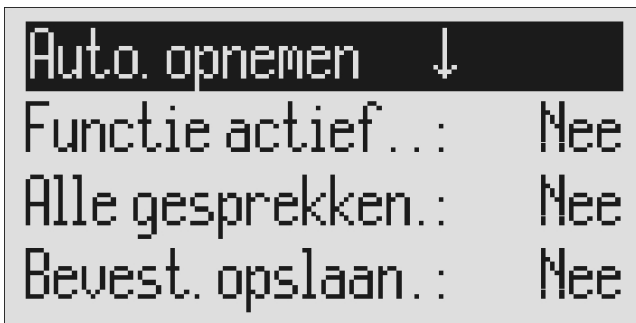 Auto. opnemen ↓
Functie actief..: Nee
Alle gesprekken.: Nee
Bevest. opslaan.: Nee